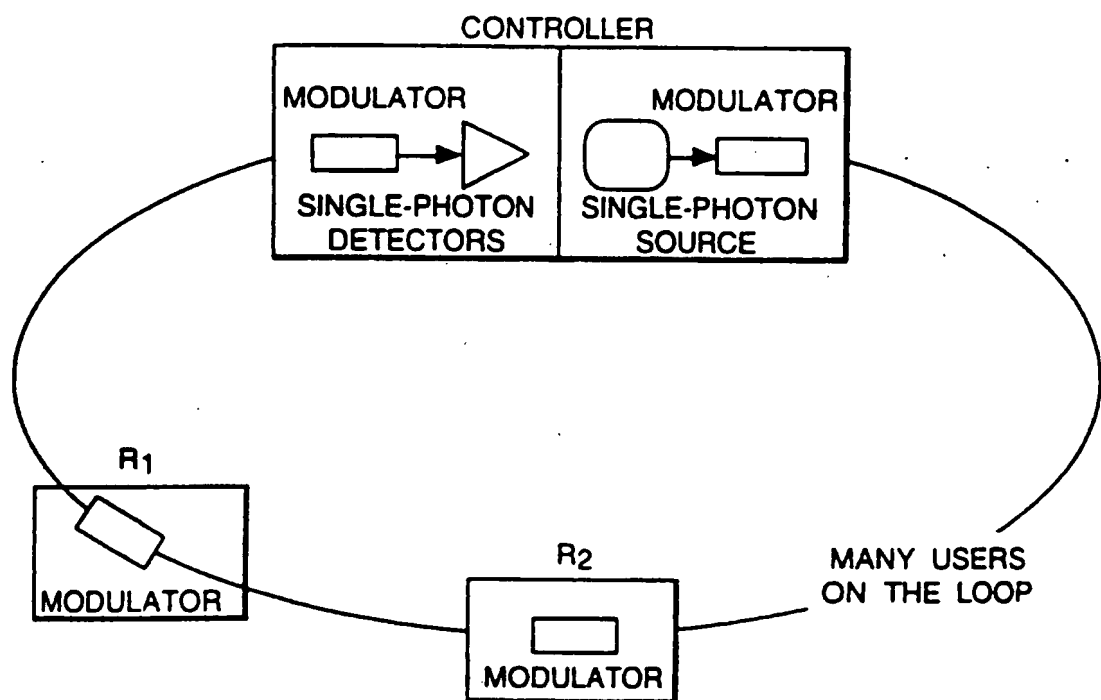 CONTROLLER
MODULATOR
SINGLE-PHOTON
DETECTORS
MODULATOR
SINGLE-PHOTON
SOURCE
R1
MODULATOR
R2
MODULATOR
MANY USERS
ON THE LOOP